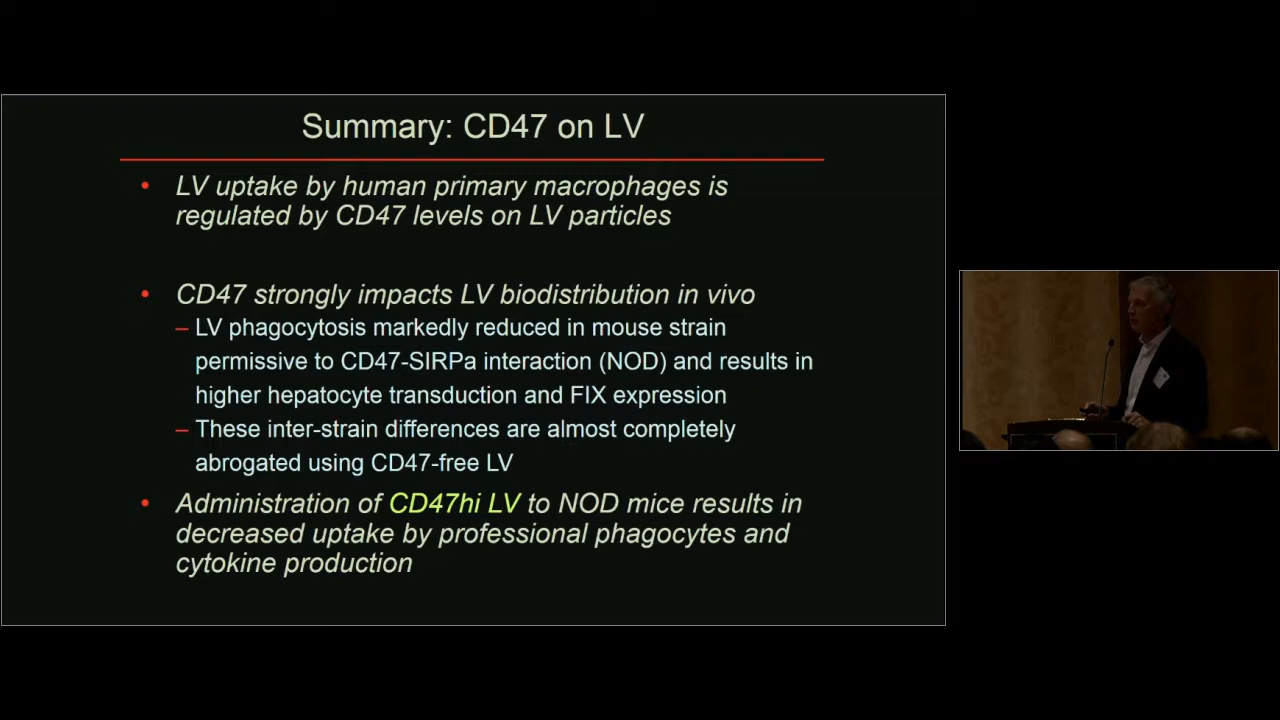 Summary: CD47 on LV
• LV uptake by human primary macrophages is
regulated by CD47 levels on LV particles
• CD47 strongly impacts LV biodistribution in vivo
– LV phagocytosis markedly reduced in mouse strain
permissive to CD47-SIRPa interaction (NOD) and results in
higher hepatocyte transduction and FIX expression
– These inter-strain differences are almost completely
abrogated using CD47-free LV
• Administration of CD47hi LV to NOD mice results in
decreased uptake by professional phagocytes and
cytokine production